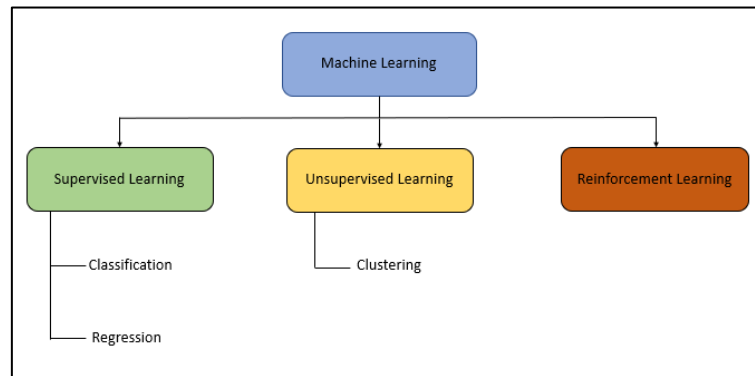 Machine Learning
Supervised Learning
Unsupervised Learning
Reinforcement Learning
Classification
Clustering
Regression